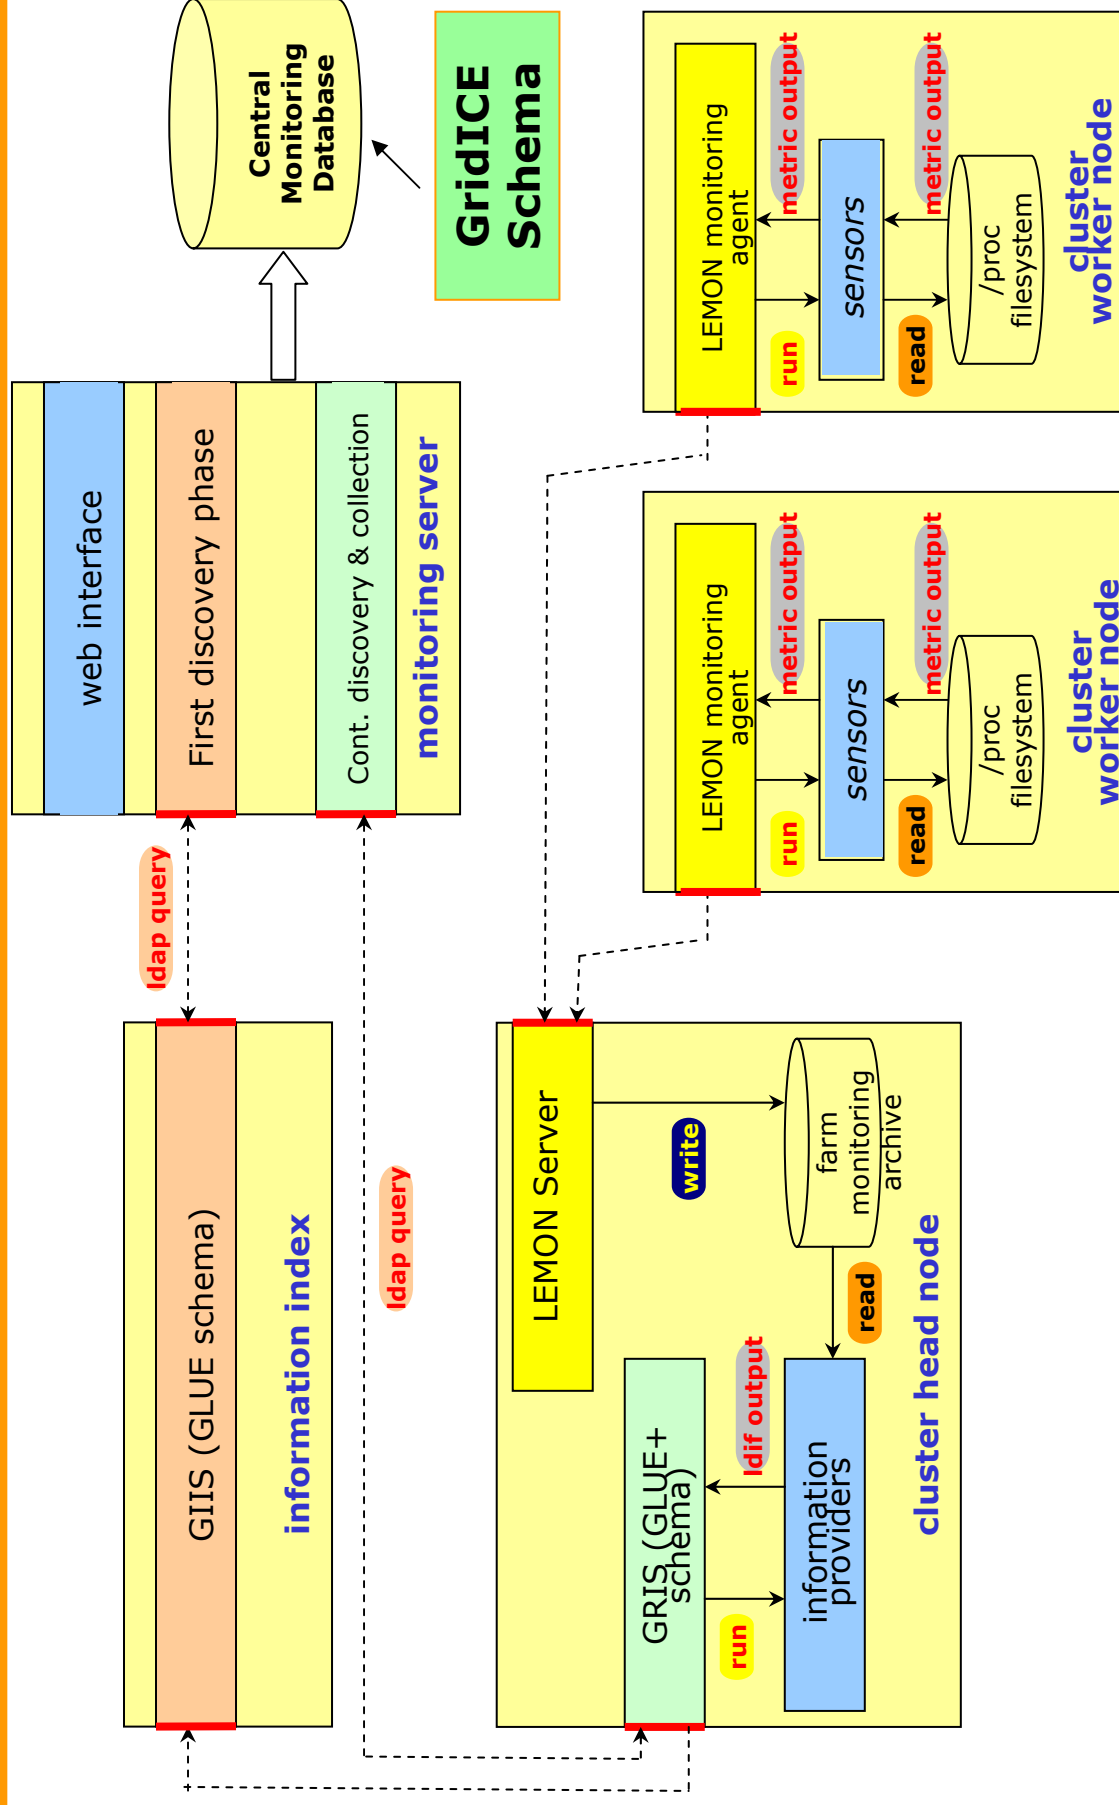 web interface
First discovery phase
Cont. discovery & collection
monitoring server
Central
Monitoring
Database
GridICE
Schema
ldap query
ldap query
GIIS (GLUE schema)
information index
LEMON Server
write
farm
monitoring
archive
read
GRIS (GLUE+
schema)
ldif output
run
information
providers
cluster head node
LEMON monitoring
agent
metric output
run
sensors
metric output
read
/proc
filesystem
cluster
worker node
LEMON monitoring
agent
metric output
run
sensors
metric output
read
/proc
filesystem
cluster
worker node